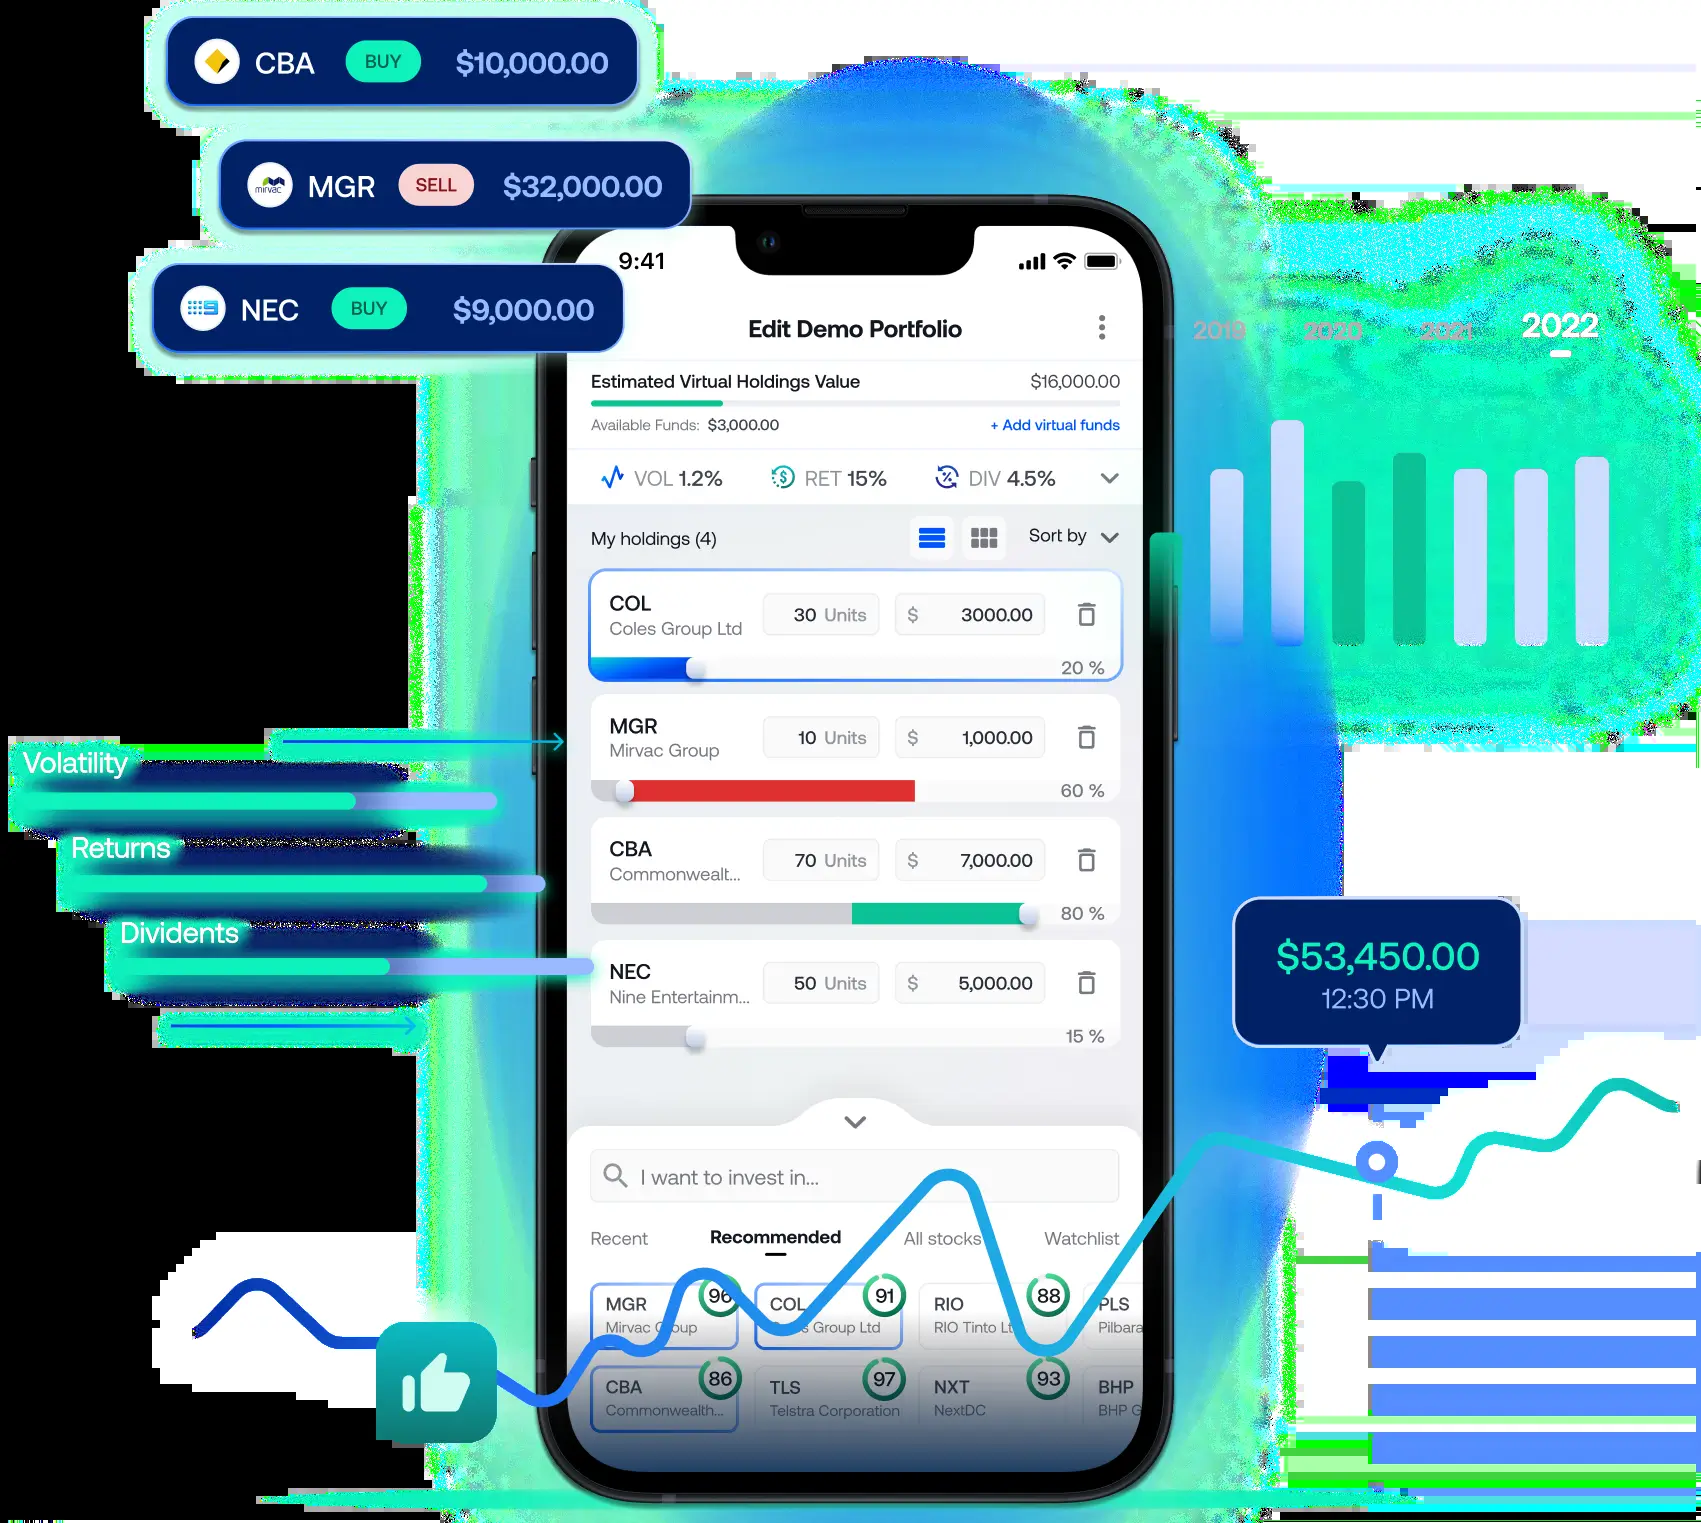 CBA BUY $10,000.00
mirvac MGR SELL $32,000.00
NEC BUY $9,000.00
9:41
Edit Demo Portfolio
2019 2020 2021 2022
Estimated Virtual Holdings Value $16,000.00
Available Funds: $3,000.00 + Add virtual funds
VOL 1.2% RET 15% DIV 4.5%
My holdings (4) Sort by
COL 30 Units $ 3000.00
Coles Group Ltd
20 %
MGR 10 Units $ 1,000.00
Mirvac Group
60 %
CBA 70 Units $ 7,000.00
Commonwealt...
80 %
NEC 50 Units $ 5,000.00
Nine Entertainm...
15 %
Volatility
Returns
Dividents
$53,450.00
12:30 PM
I want to invest in...
Recent Recommended All stocks Watchlist
MGR 96 COL 91 RIO 88 PLS
Mirvac Group Group Ltd RIO Tinto Pilbara
CBA 86 TLS 97 NXT 93 BHP
Commonwealth... Telstra Corporation NextDC BHP G